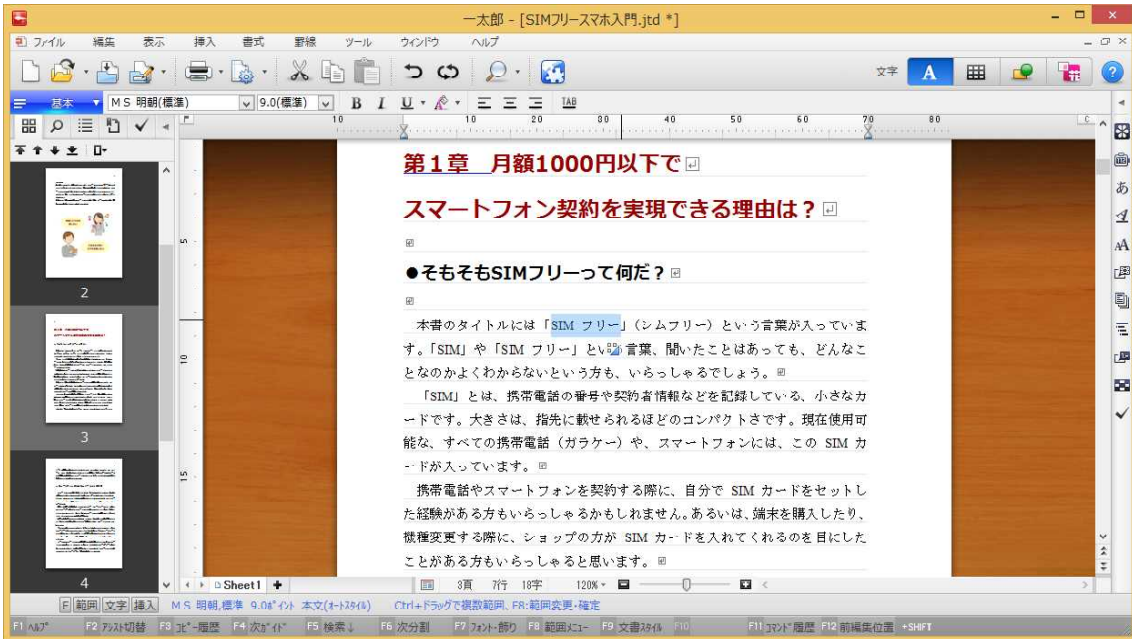 一太郎 - [SIMフリースマホ入門.jtd *]
ファイル 編集 表示 挿入 書式 罫線 ツール ウィンドウ ヘルプ
文字 A
基本 MS 明朝(標準) 9.0(標準) B I U TAB
10 10 20 30 40 50 60 70 80
第1章 月額1000円以下で
スマートフォン契約を実現できる理由は?
●そもそもSIMフリーって何だ?
本書のタイトルには「SIM フリー」(シムフリー)という言葉が入っていま
す。「SIM」や「SIM フリー」とい 言葉、聞いたことはあっても、どんなこ
となのかよくわからないという方も、いらっしゃるでしょう。
「SIM」とは、携帯電話の番号や契約者情報などを記録している、小さなカ
ードです。大きさは、指先に載せられるほどのコンパクトさです。現在使用可
能な、すべての携帯電話(ガラケー)や、スマートフォンには、この SIM カ
ードが入っています。
携帯電話やスマートフォンを契約する際に、自分で SIM カードをセットし
た経験がある方もいらっしゃるかもしれません。あるいは、端末を購入したり、
機種変更する際に、ショップの方が SIM カードを入れてくれるのを目にした
ことがある方もいらっしゃると思います。
2
3
4
5
10
15
Sheet1
3頁 7行 18字 120%
F 範囲 文字 挿入 MS 明朝,標準 9.0ポイント 本文(オートスタイル) Ctrl+ドラッグで複数範囲、F8:範囲変更・確定
F1 ヘルプ F2 アシスト切替 F3 コピー履歴 F4 次ガイド F5 検索↓ F6 次分割 F7 フォント・飾り F8 範囲メニュー F9 文書スタイル F10 F11 コマンド履歴 F12 前編集位置 +SHIFT